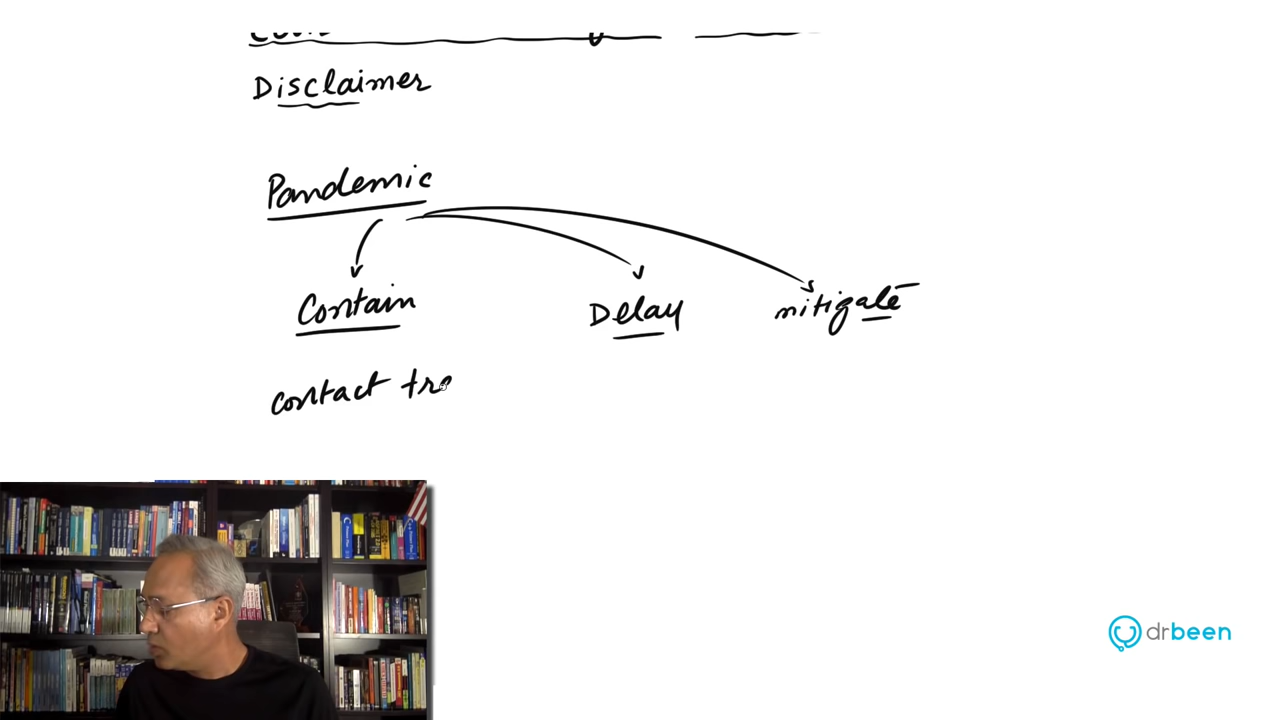 Disclaimer
Pandemic
Contain Delay mitigate
contact tra
drbeen